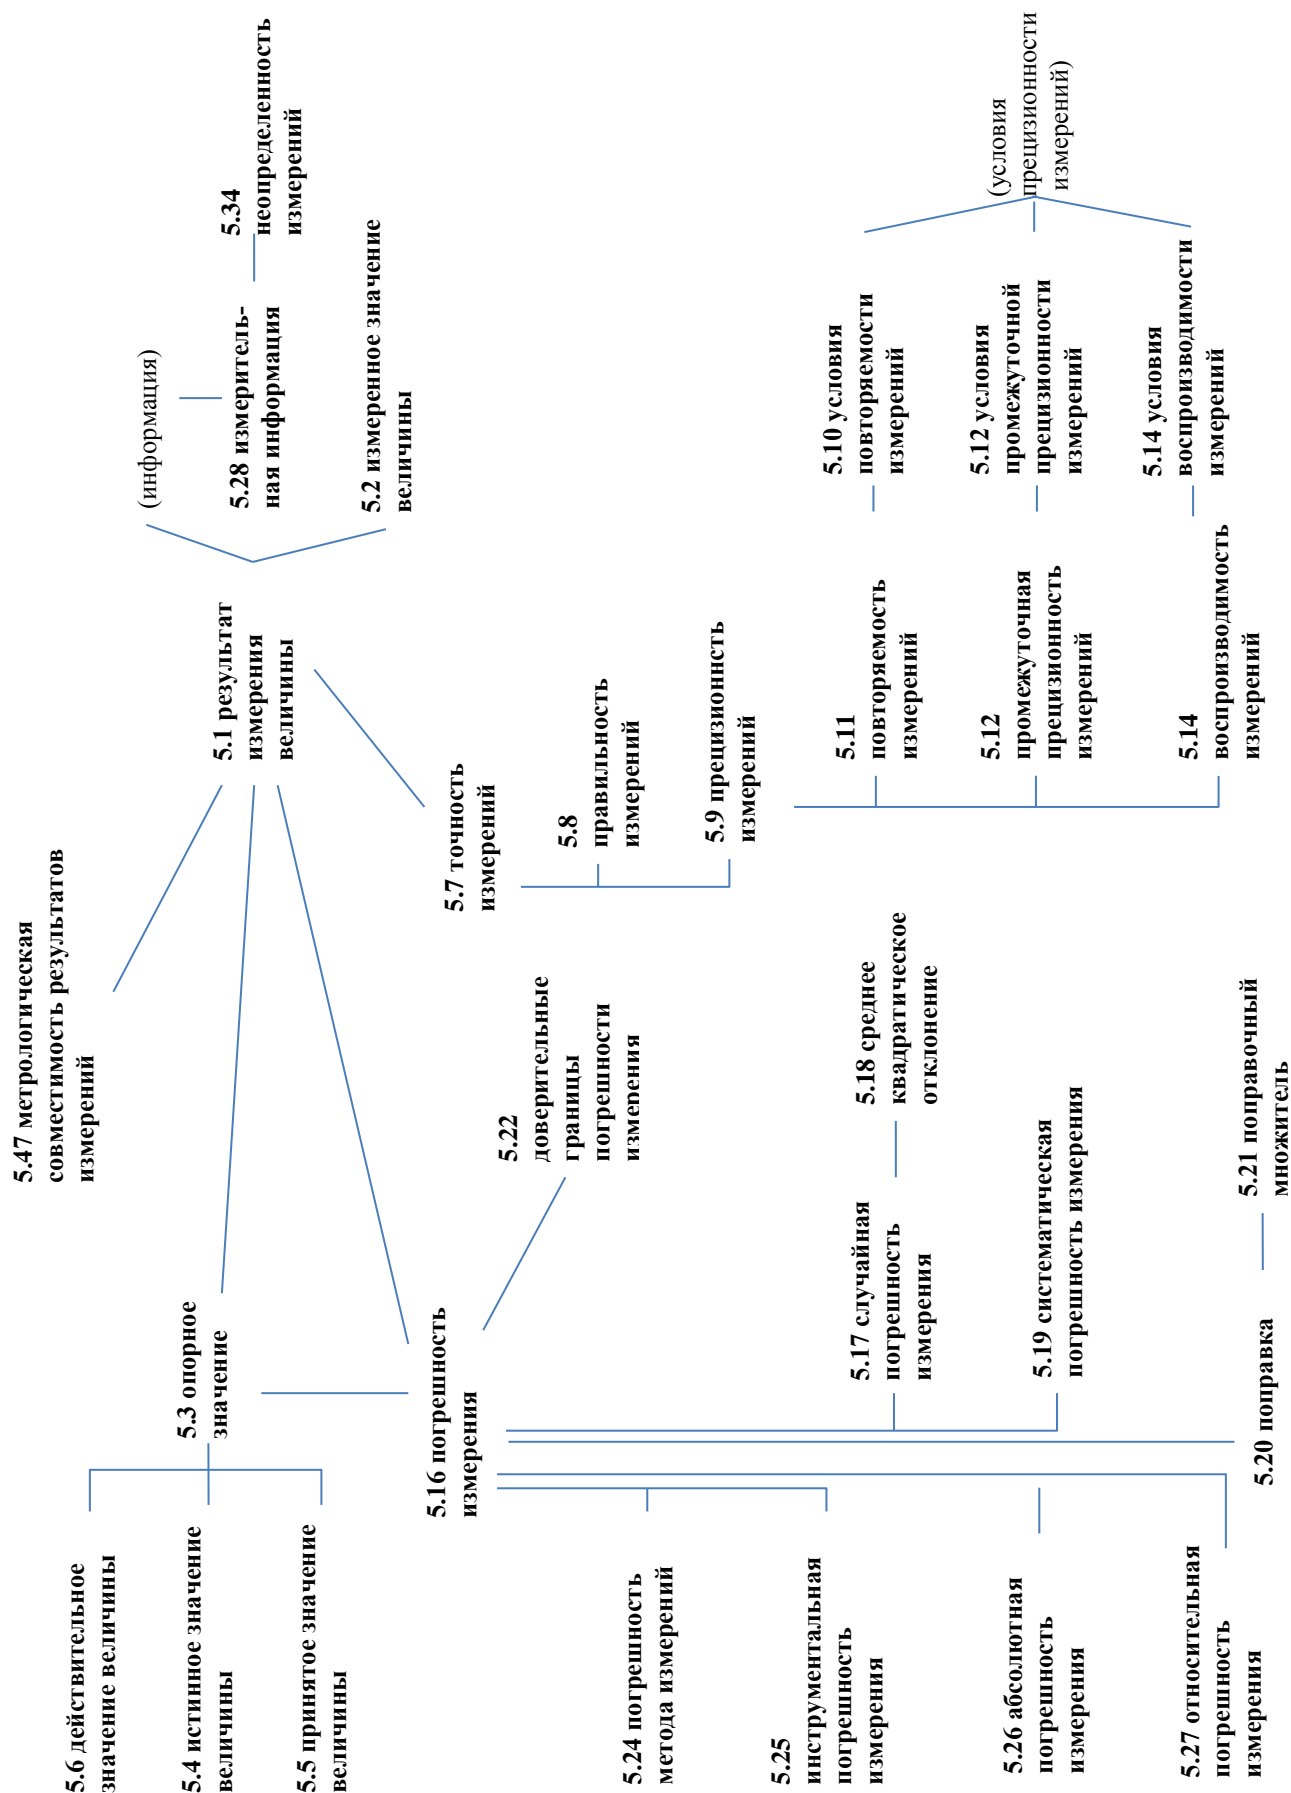 5.47 метрологическая
совместимость результатов
измерений
5.6 действительное
значение величины
5.4 истинное значение
величины
5.5 принятое значение
величины
5.3 опорное
значение
5.1 результат
измерения
величины
(информация)
5.28 измеритель-
ная информация
5.34
неопределенность
измерений
5.2 измеренное значение
величины
5.16 погрешность
измерения
5.22
доверительные
границы
погрешности
измерения
5.7 точность
измерений
5.8
правильность
измерений
5.9 прецизионнсть
измерений
5.24 погрешность
метода измерений
5.25
инструментальная
погрешность
измерения
5.26 абсолютная
погрешность
измерения
5.27 относительная
погрешность
измерения
5.17 случайная
погрешность
измерения
5.18 среднее
квадратическое
отклонение
5.19 систематическая
погрешность измерения
5.20 поправка
5.21 поправочный
множитель
5.11
повторяемость
измерений
5.10 условия
повторяемости
измерений
5.12
промежуточная
прецизионность
измерений
5.12 условия
промежуточной
прецизионности
измерений
5.14
воспроизводимость
измерений
5.14 условия
воспроизводимости
измерений
(условия
прецизионности
измерений)